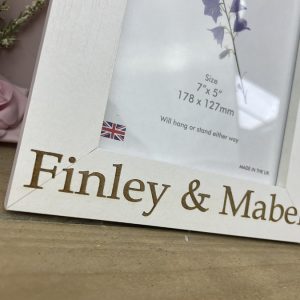 Size
7"x 5"
178 x 127mm
Will hang or stand either way
MADE IN THE UK
Finley & Mabel